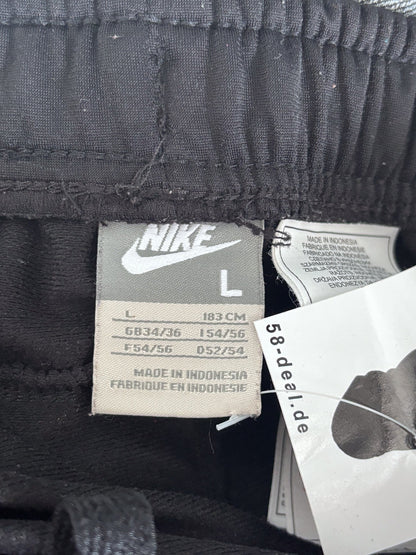 NIKE
L
L 183 CM
GB34/36 I 54/56
F54/56 D52/54
MADE IN INDONESIA
FABRIQUE EN INDONESIE
MADE IN INDONESIA
FABRIQUE EN INDONESIE
58-deal.de